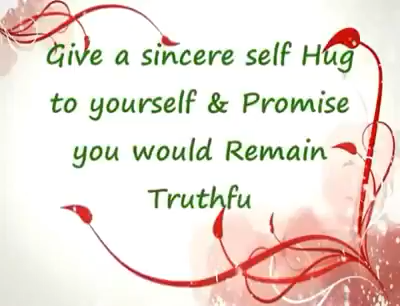 Give a sincere self Hug
to yourself & Promise
you would Remain
Truthfu